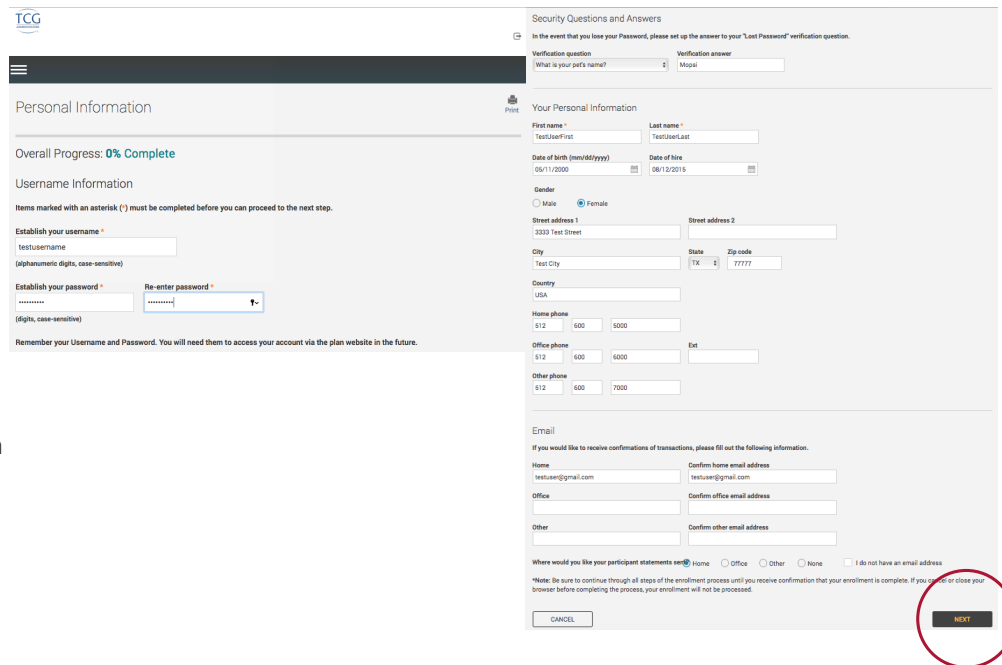 TCG
Personal Information
Print
Overall Progress: 0% Complete
Username Information
Items marked with an asterisk (*) must be completed before you can proceed to the next step.
Establish your username *
testusername
(alphanumeric digits, case-sensitive)
Establish your password * Re-enter password *
(digits, case-sensitive)
Remember your Username and Password. You will need them to access your account via the plan website in the future.
Security Questions and Answers
In the event that you lose your Password, please set up the answer to your "Lost Password" verification question.
Verification question Verification answer
What is your pet's name? Mopsi
Your Personal Information
First name * Last name *
TestUserFirst TestUserLast
Date of birth (mm/dd/yyyy) Date of hire
05/11/2000 08/12/2015
Gender
Male Female
Street address 1 Street address 2
3333 Test Street
City State Zip code
Test City TX 77777
Country
USA
Home phone
512 600 5000
Office phone Ext
512 600 6000
Other phone
512 600 7000
Email
If you would like to receive confirmations of transactions, please fill out the following information.
Home Confirm home email address
testuser@gmail.com testuser@gmail.com
Office Confirm office email address
Other Confirm other email address
Where would you like your participant statements sent? Home Office Other None I do not have an email address
*Note: Be sure to continue through all steps of the enrollment process until you receive confirmation that your enrollment is complete. If you cancel or close your
browser before completing the process, your enrollment will not be processed.
CANCEL NEXT